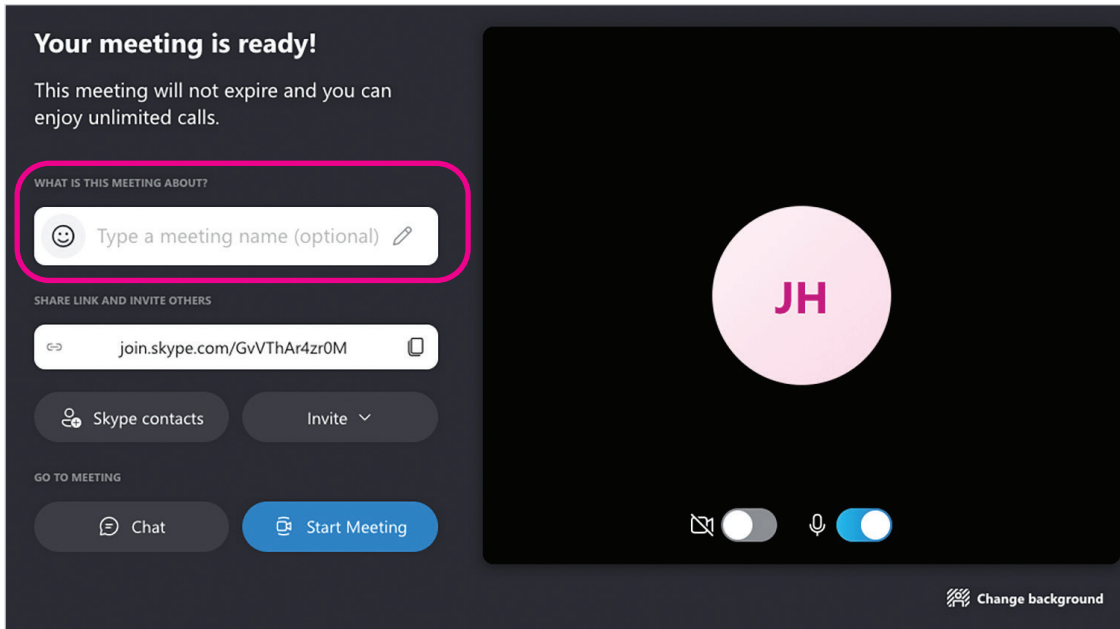 Your meeting is ready!
This meeting will not expire and you can
enjoy unlimited calls.
WHAT IS THIS MEETING ABOUT?
Type a meeting name (optional)
SHARE LINK AND INVITE OTHERS
join.skype.com/GvVThAr4zr0M
Skype contacts
Invite
GO TO MEETING
Chat
Start Meeting
JH
Change background